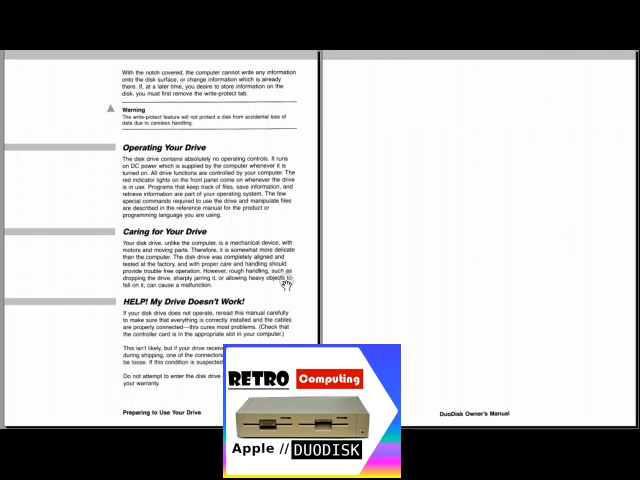 With the notch covered, the computer cannot write any information
onto the disk surface, or change information which is already
there. If, at a later time, you desire to store information on the
disk, you must first remove the write-protect tab.
Warning
The write-protect feature will not protect a disk from accidental loss of
data due to careless handling.
Operating Your Drive
The disk drive contains absolutely no operating controls. It runs
on DC power which is supplied by the computer whenever it is
turned on. All drive functions are controlled by your computer. The
red indicator lights on the front panel come on whenever the drive
is in use. Programs that keep track of files, save information, and
retrieve information are part of your operating system. The few
special commands required to use the drive and manipulate files
are described in the reference manual for the product or
programming language you are using.
Caring for Your Drive
Your disk drive, unlike the computer, is a mechanical device, with
motors and moving parts. Therefore, it is somewhat more delicate
than the computer. The disk drive was completely aligned and
tested at the factory, and with proper care and handling should
provide trouble free operation. However, rough handling, such as
dropping the drive, sharply jarring it, or allowing heavy objects to
fall on it, can cause a malfunction.
HELP! My Drive Doesn't Work!
If your disk drive does not operate, reread this manual carefully
to make sure that everything is correctly installed and the cables
are properly connected—this cures most problems. (Check that
the controller card is in the appropriate slot in your computer.)
This isn't likely, but if your drive receive
during shipping, one of the connectors
be loose. If this condition is suspected
Do not attempt to enter the disk drive
your warranty.
Preparing to Use Your Drive
DuoDisk Owner's Manual
RETRO Computing
Apple // DUODISK